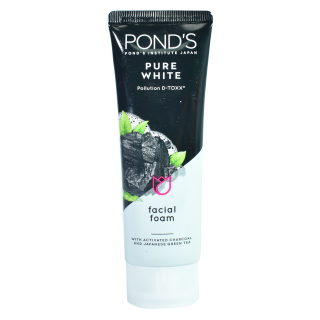 POND'S
POND'S INSTITUTE JAPAN
PURE
WHITE
Pollution D-TOXX*
facial
foam
WITH ACTIVATED CHARCOAL
AND JAPANESE GREEN TEA